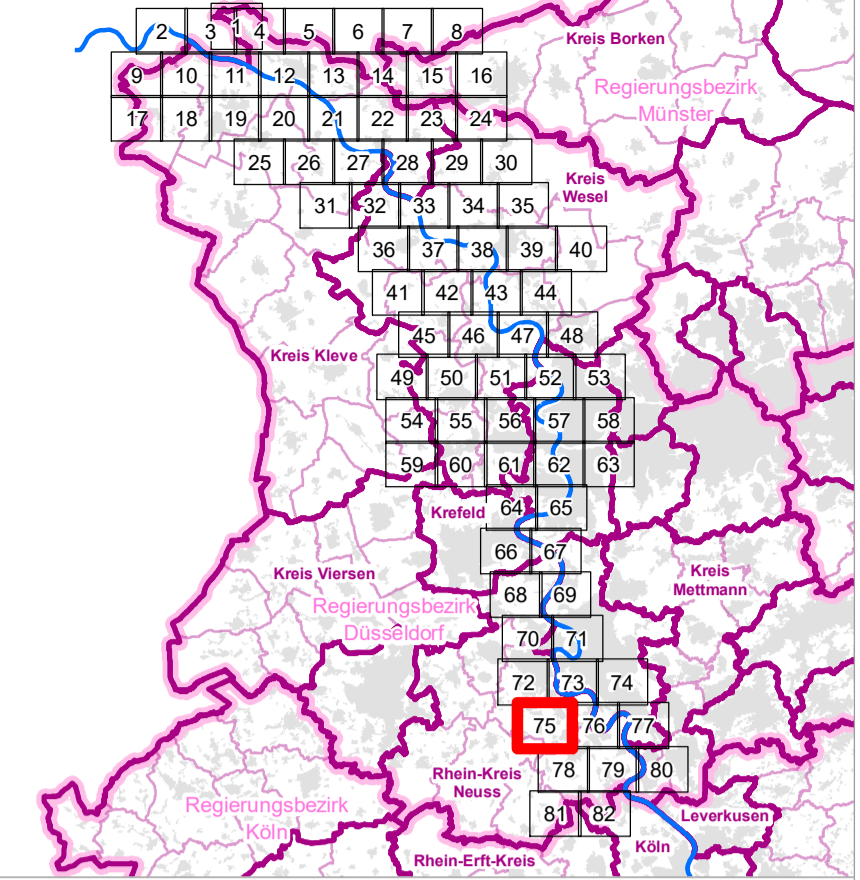 1
2 3 4 5 6 7 8
Kreis Borken
9 10 11 12 13 14 15 16
Regierungsbezirk
Münster
17 18 19 20 21 22 23 24
25 26 27 28 29 30
Kreis
Wesel
31 32 33 34 35
36 37 38 39 40
41 42 43 44
45 46 47 48
Kreis Kleve
49 50 51 52 53
54 55 56 57 58
59 60 61 62 63
Krefeld
64 65
66 67
Kreis Viersen
Kreis
Mettmann
68 69
Regierungsbezirk
Düsseldorf
70 71
72 73 74
75 76 77
78 79 80
Rhein-Kreis
Neuss
Regierungsbezirk
Köln
81 82
Leverkusen
Köln
Rhein-Erft-Kreis